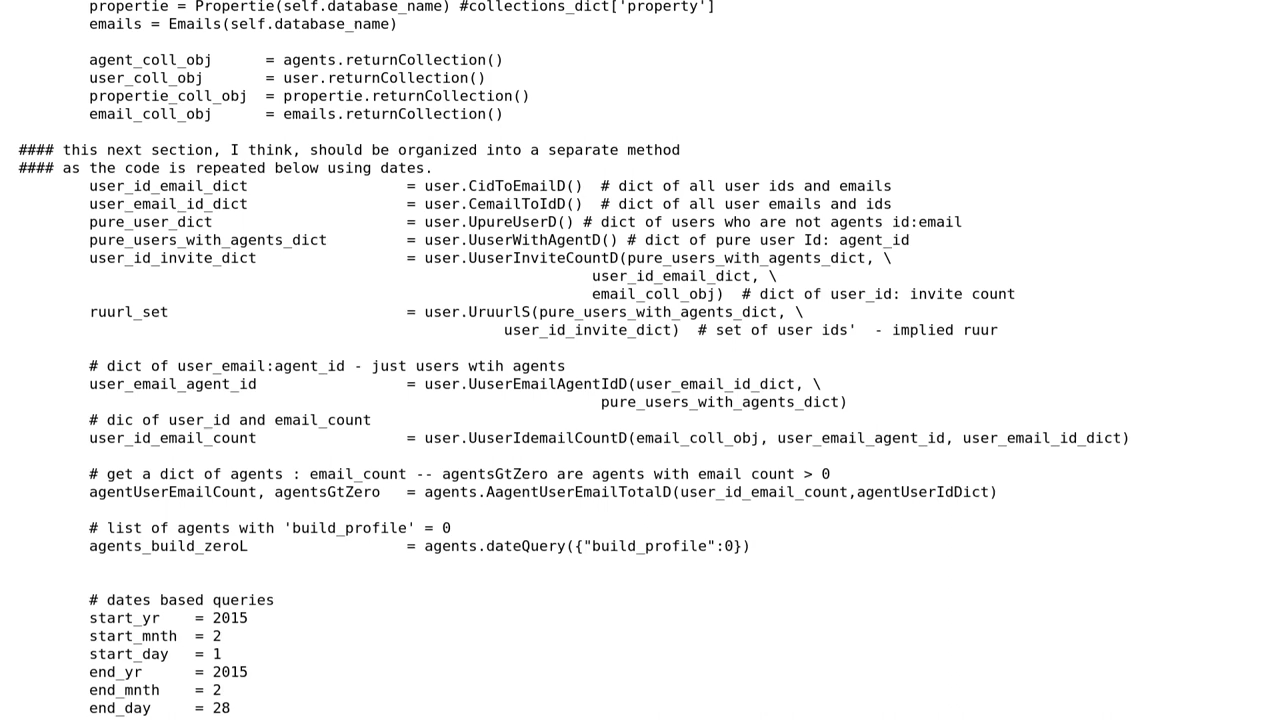 propertie = Propertie(self.database_name) #collections_dict['property']
emails = Emails(self.database_name)
agent_coll_obj = agents.returnCollection()
user_coll_obj = user.returnCollection()
propertie_coll_obj = propertie.returnCollection()
email_coll_obj = emails.returnCollection()
#### this next section, I think, should be organized into a separate method
#### as the code is repeated below using dates.
user_id_email_dict = user.CidToEmailD() # dict of all user ids and emails
user_email_id_dict = user.CemailToIdD() # dict of all user emails and ids
pure_user_dict = user.UpureUserD() # dict of users who are not agents id:email
pure_users_with_agents_dict = user.UuserWithAgentD() # dict of pure user Id: agent_id
user_id_invite_dict = user.UuserInviteCountD(pure_users_with_agents_dict, \
user_id_email_dict, \
email_coll_obj) # dict of user_id: invite count
ruurl_set = user.UruurlS(pure_users_with_agents_dict, \
user_id_invite_dict) # set of user ids' - implied ruur
# dict of user_email:agent_id - just users wtih agents
user_email_agent_id = user.UuserEmailAgentIdD(user_email_id_dict, \
pure_users_with_agents_dict)
# dic of user_id and email_count
user_id_email_count = user.UuserIdemailCountD(email_coll_obj, user_email_agent_id, user_email_id_dict)
# get a dict of agents : email_count -- agentsGtZero are agents with email count > 0
agentUserEmailCount, agentsGtZero = agents.AagentUserEmailTotalD(user_id_email_count,agentUserIdDict)
# list of agents with 'build_profile' = 0
agents_build_zeroL = agents.dateQuery({"build_profile":0})
# dates based queries
start_yr = 2015
start_mnth = 2
start_day = 1
end_yr = 2015
end_mnth = 2
end_day = 28